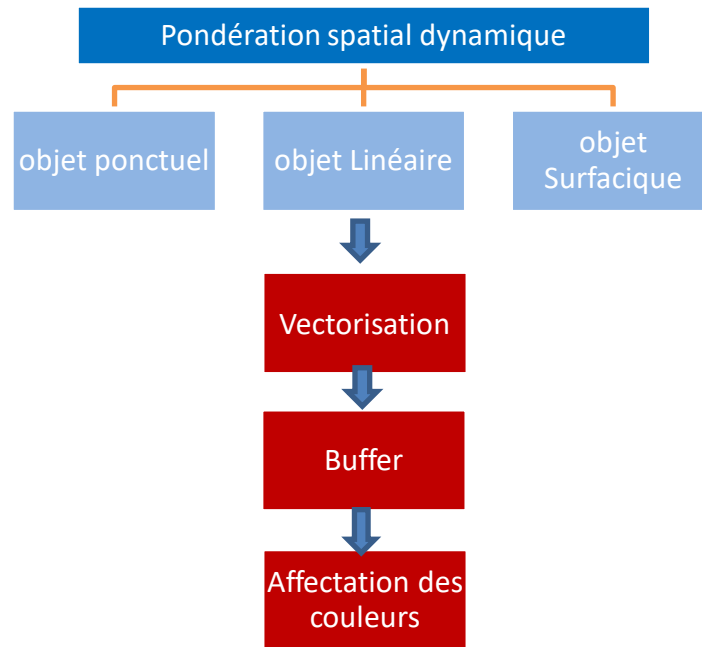 Pondération spatial dynamique
objet ponctuel
objet Linéaire
objet
Surfacique
Vectorisation
Buffer
Affectation des
couleurs